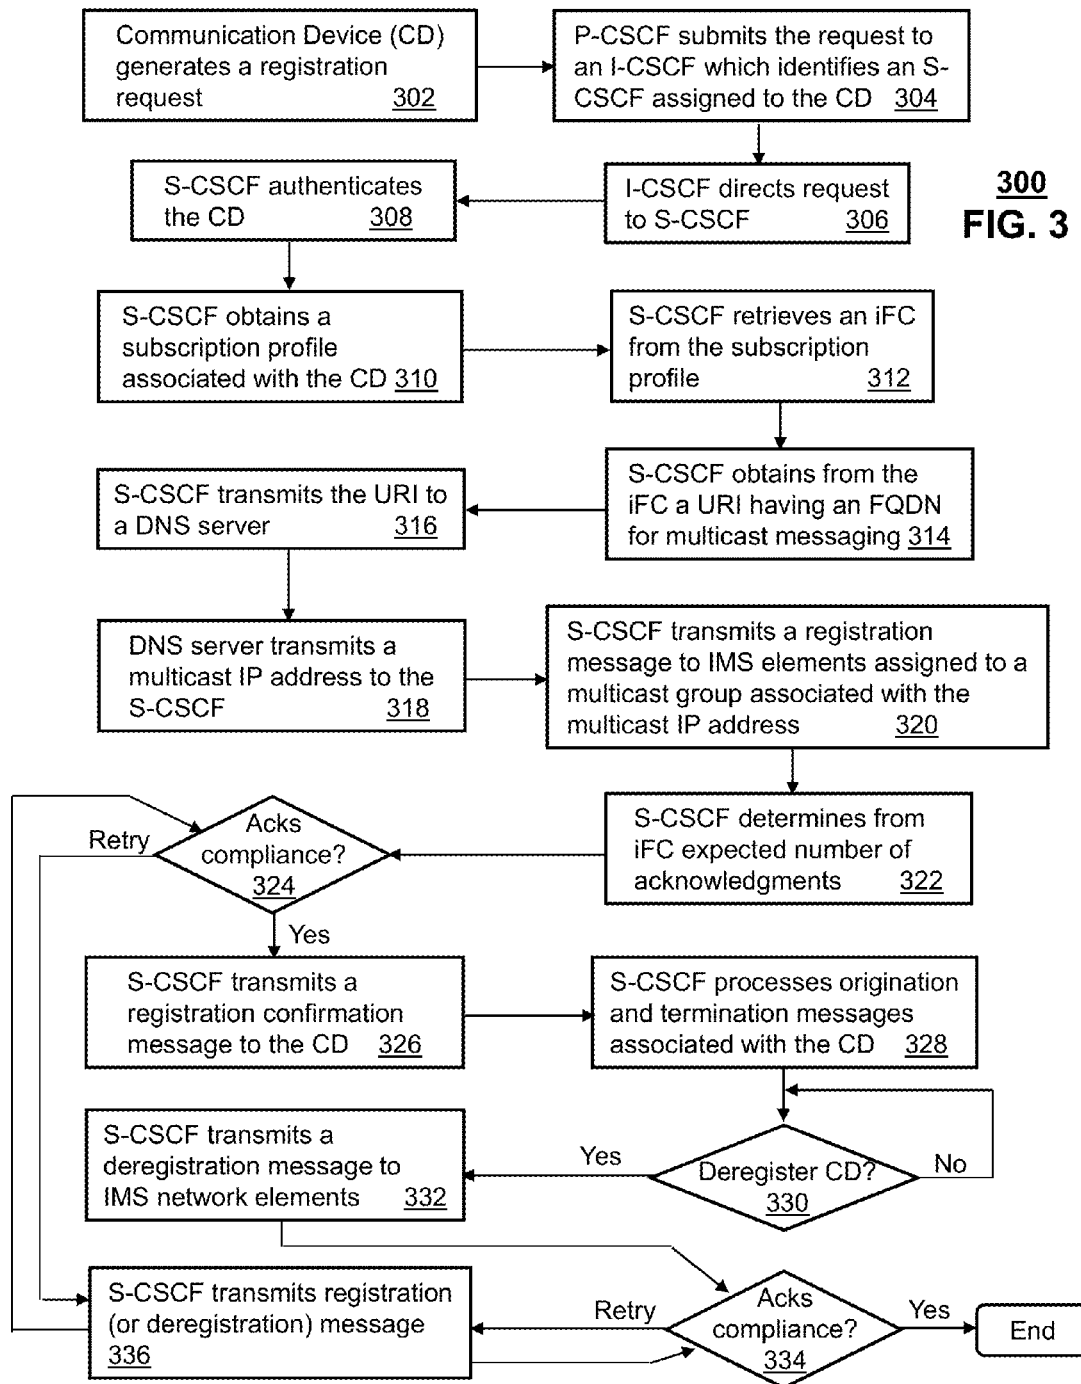 Communication Device (CD)
generates a registration
request 302
P-CSCF submits the request to
an I-CSCF which identifies an S-
CSCF assigned to the CD 304
S-CSCF authenticates
the CD 308
I-CSCF directs request
to S-CSCF 306
300
FIG. 3
S-CSCF obtains a
subscription profile
associated with the CD 310
S-CSCF retrieves an iFC
from the subscription
profile 312
S-CSCF transmits the URI to
a DNS server 316
S-CSCF obtains from the
iFC a URI having an FQDN
for multicast messaging 314
DNS server transmits a
multicast IP address to the
S-CSCF 318
S-CSCF transmits a registration
message to IMS elements assigned to a
multicast group associated with the
multicast IP address 320
Retry
Acks
compliance?
324
S-CSCF determines from
iFC expected number of
acknowledgments 322
Yes
S-CSCF transmits a
registration confirmation
message to the CD 326
S-CSCF processes origination
and termination messages
associated with the CD 328
S-CSCF transmits a
deregistration message to
IMS network elements 332
Yes
Deregister CD?
330
No
S-CSCF transmits registration
(or deregistration) message
336
Retry
Acks
compliance?
334
Yes
End